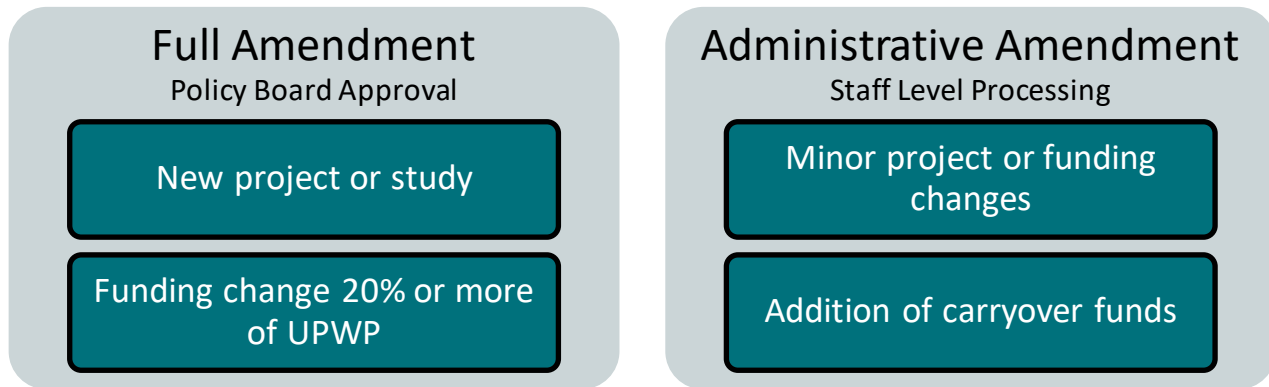 Full Amendment
Policy Board Approval
New project or study
Funding change 20% or more
of UPWP
Administrative Amendment
Staff Level Processing
Minor project or funding
changes
Addition of carryover funds